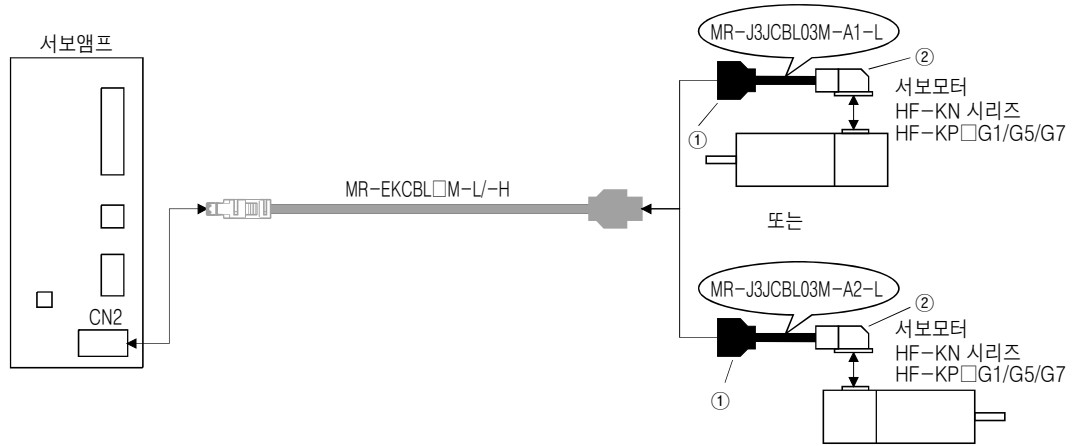 서보앰프
CN2
MR-EKCBL□M-L/-H
MR-J3JCBL03M-A1-L
①
②
서보모터
HF-KN 시리즈
HF-KP□G1/G5/G7
또는
MR-J3JCBL03M-A2-L
①
②
서보모터
HF-KN 시리즈
HF-KP□G1/G5/G7